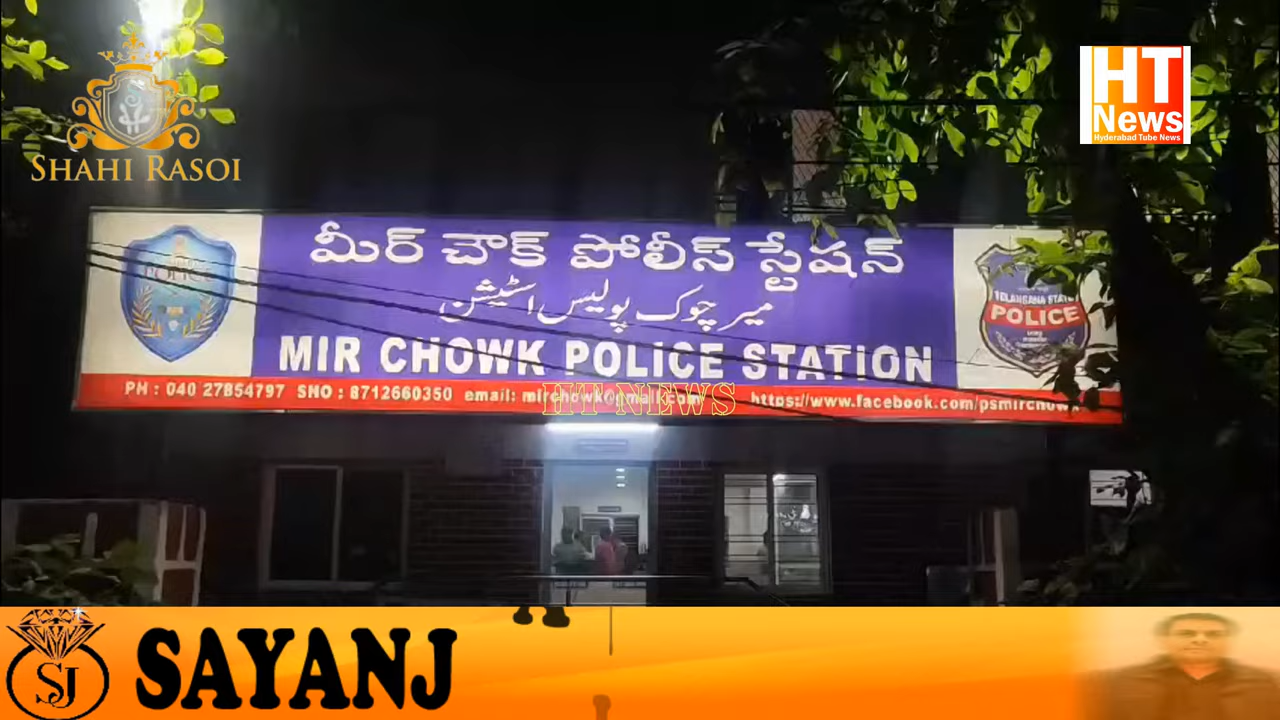 SHAHI RASOI
HT
News
Hyderabad Tube News
మీర్ చౌక్ పోలీస్ స్టేషన్
میر چوک پولیس اسٹیشن
MIR CHOWK POLICE STATION
POLICE
TELANGANA STATE
POLICE
PH : 040 27854797 SHO : 8712660350 email: mirchowk@gmail.com https://www.facebook.com/psmirchowk
HT NEWS
SJ
SAYANJ